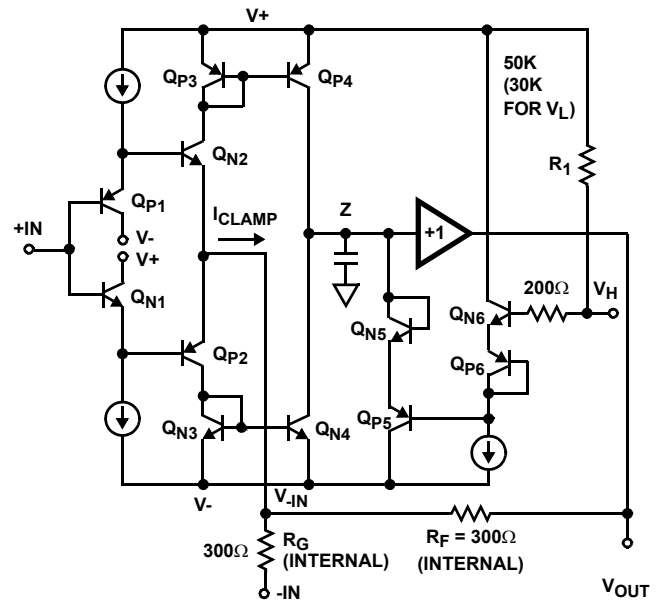 V+
QP3
QP4
50K
(30K
FOR VL)
QN2
R1
QP1
+IN
ICLAMP
Z
V-
V+
+1
QN1
200Ω
VH
QN5
QN6
QP2
QP6
QP5
QN3
QN4
V-
V-IN
300Ω
RG
(INTERNAL)
RF = 300Ω
(INTERNAL)
-IN
VOUT